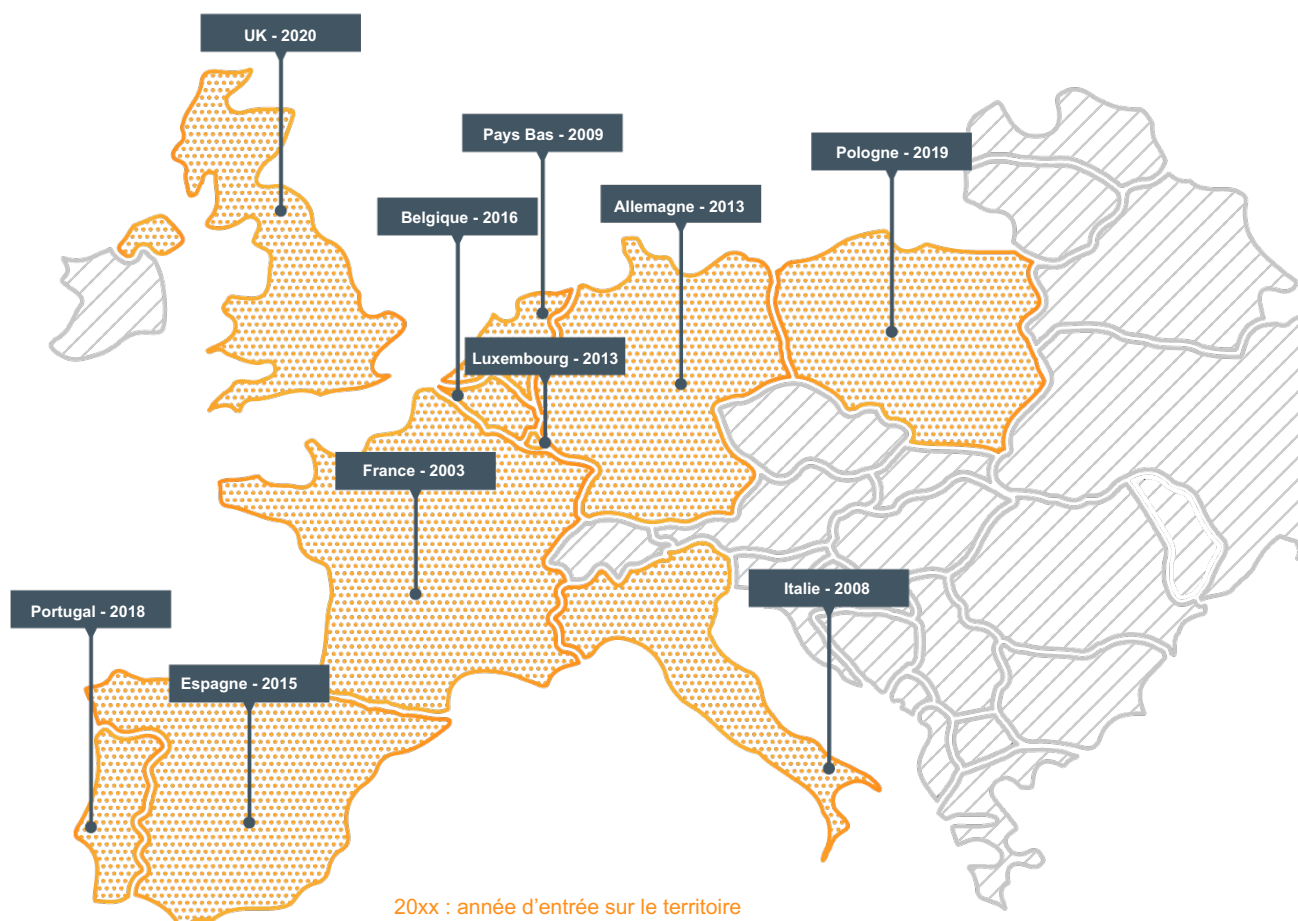 UK - 2020
Pays Bas - 2009
Pologne - 2019
Allemagne - 2013
Belgique - 2016
Luxembourg - 2013
France - 2003
Italie - 2008
Portugal - 2018
Espagne - 2015
20xx : année d'entrée sur le territoire